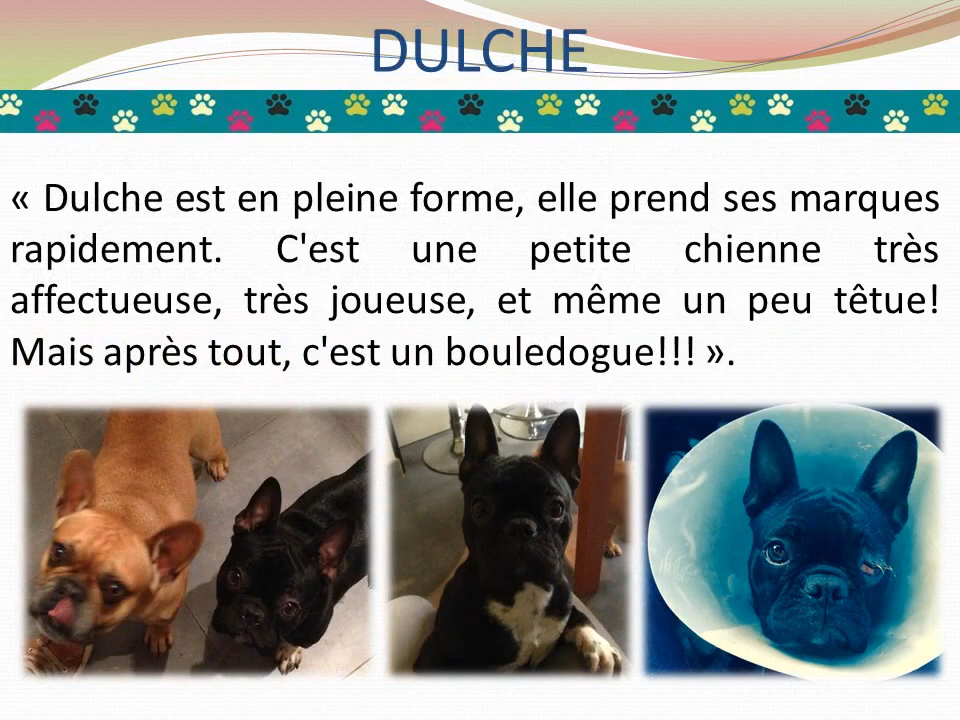 DULCHE
« Dulche est en pleine forme, elle prend ses marques
rapidement. C'est une petite chienne très
affectueuse, très joueuse, et même un peu têtue!
Mais après tout, c'est un bouledogue!!! ».